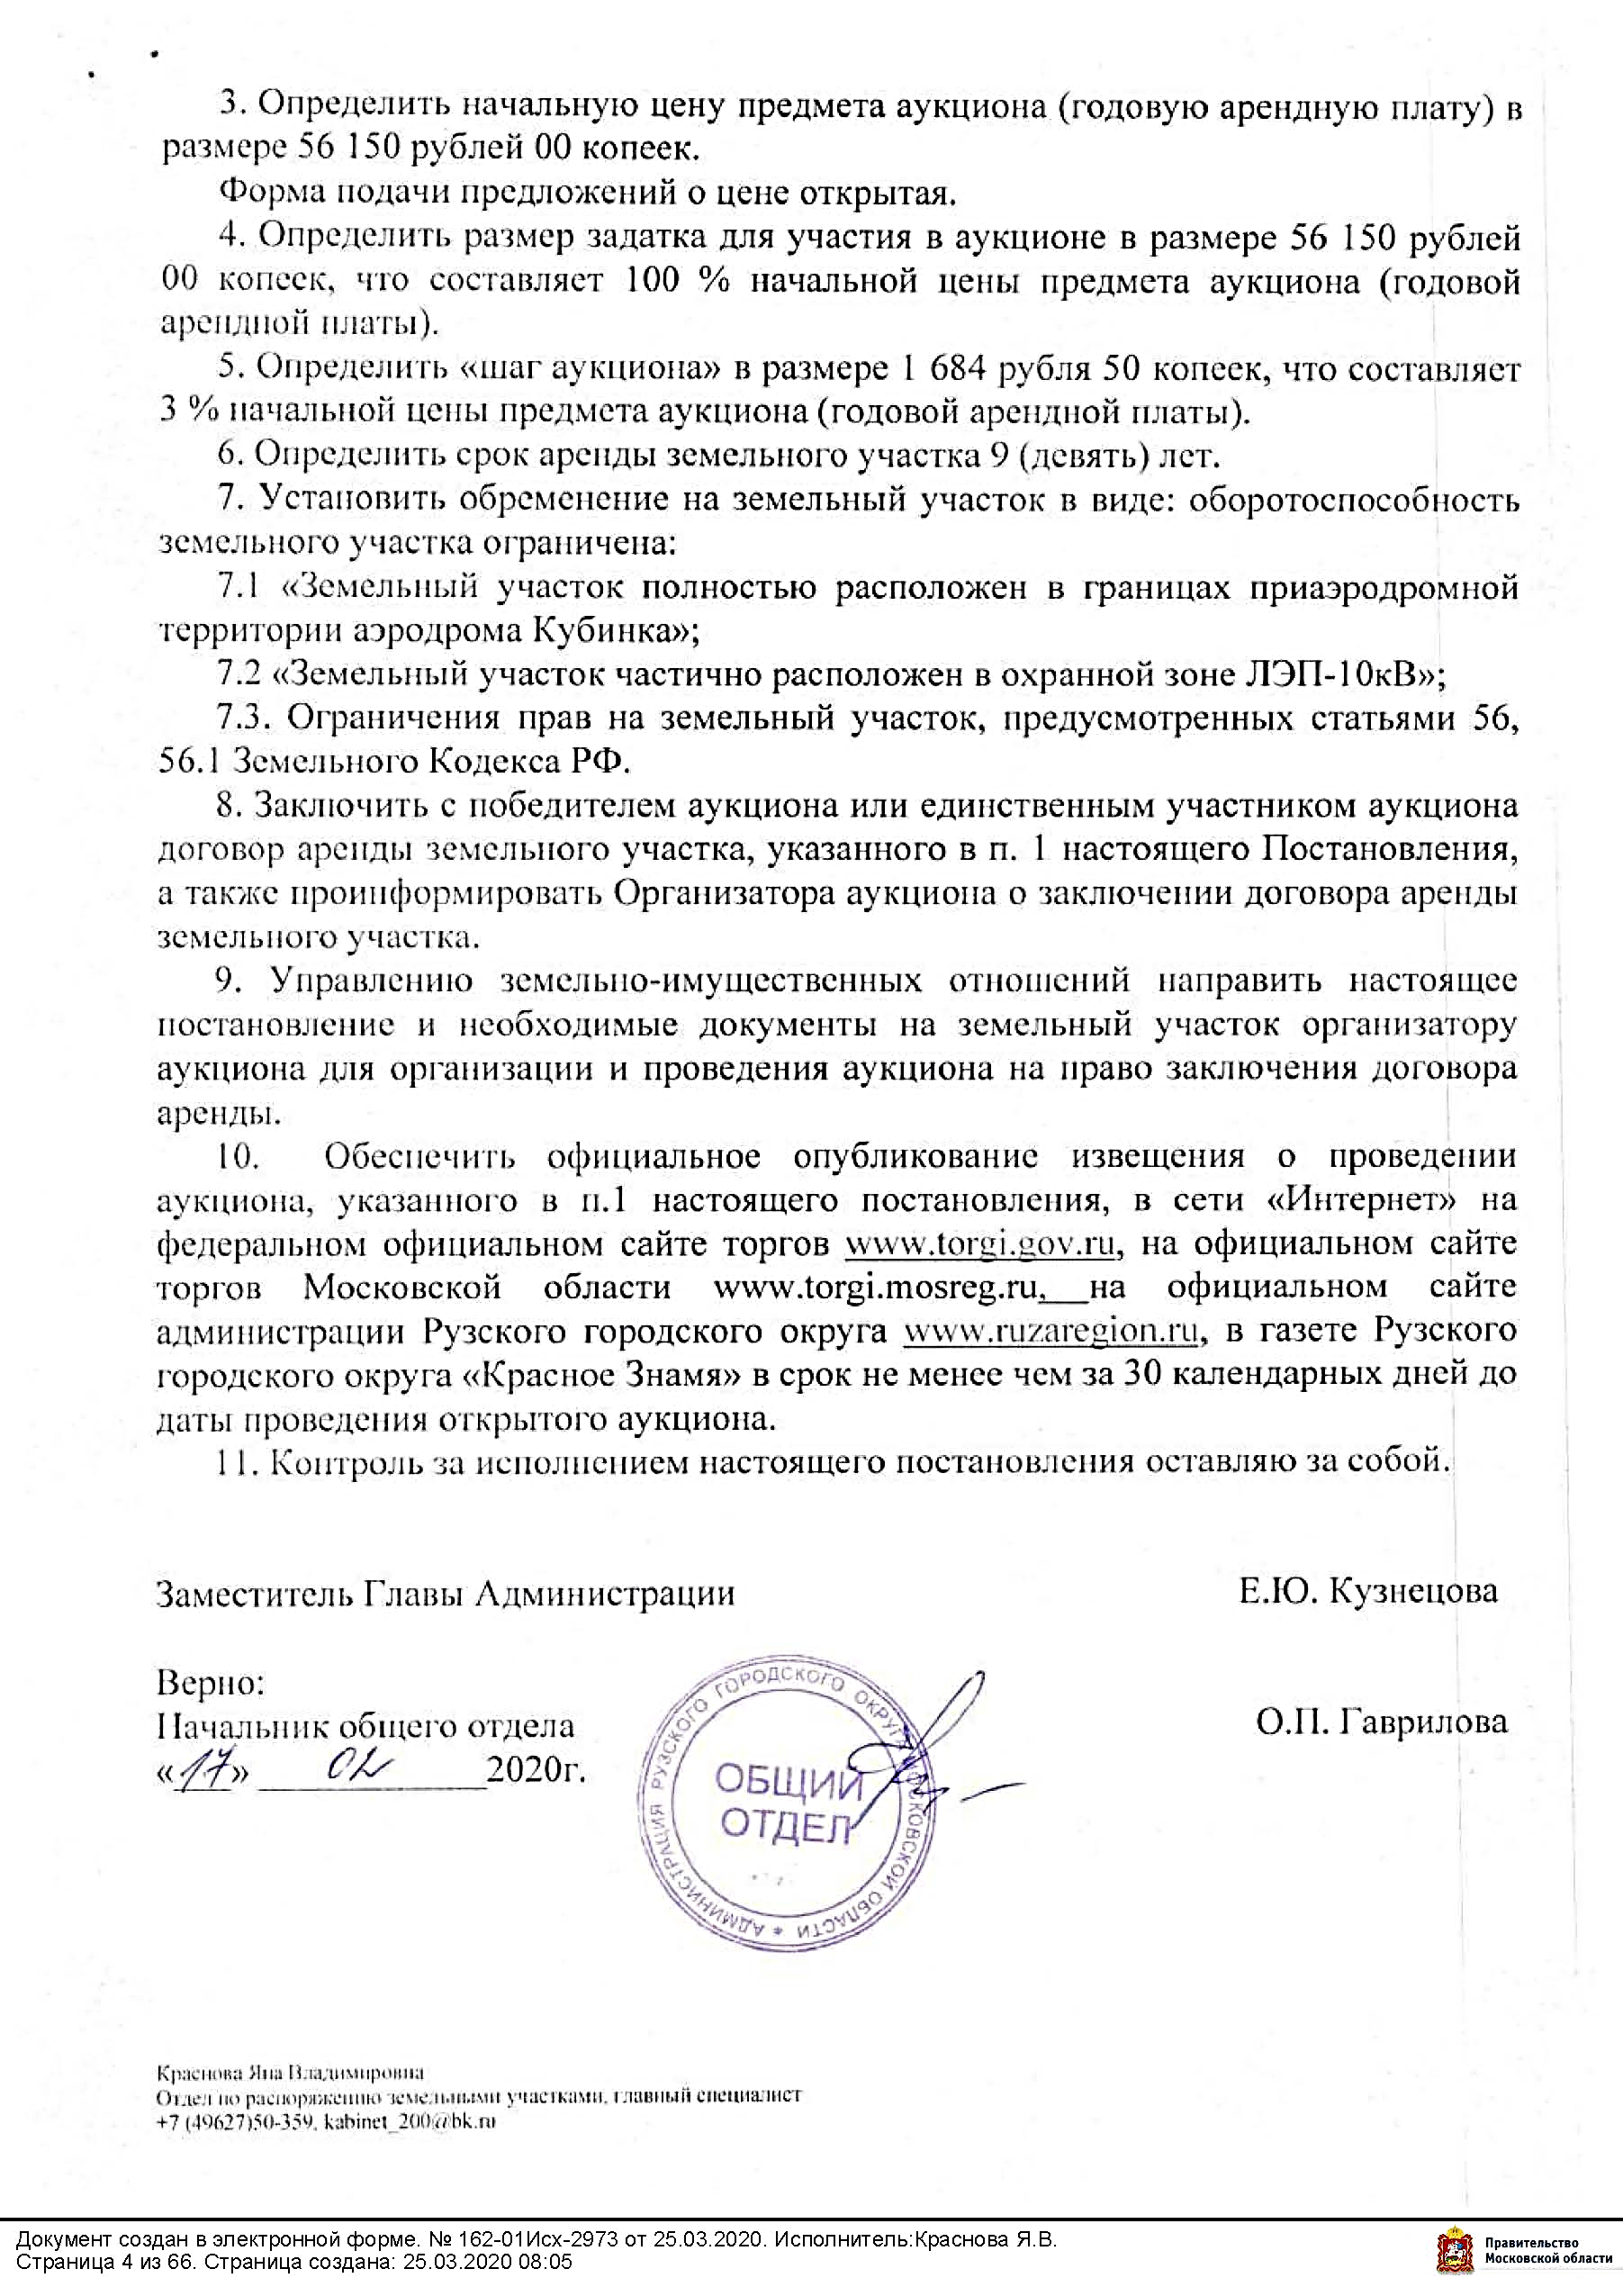 3. Определить начальную цену предмета аукциона (годовую арендную плату) в
размере 56 150 рублей 00 копеек.
Форма подачи предложений о цене открытая.
4. Определить размер задатка для участия в аукционе в размере 56 150 рублей
00 копеек, что составляет 100 % начальной цены предмета аукциона (годовой
арендной платы).
5. Определить «шаг аукциона» в размере 1 684 рубля 50 копеек, что составляет
3 % начальной цены предмета аукциона (годовой арендной платы).
6. Определить срок аренды земельного участка 9 (девять) лет.
7. Установить обременение на земельный участок в виде: оборотоспособность
земельного участка ограничена:
7.1 «Земельный участок полностью расположен в границах приаэродромной
территории аэродрома Кубинка»;
7.2 «Земельный участок частично расположен в охранной зоне ЛЭП-10кВ»;
7.3. Ограничения прав на земельный участок, предусмотренных статьями 56,
56.1 Земельного Кодекса РФ.
8. Заключить с победителем аукциона или единственным участником аукциона
договор аренды земельного участка, указанного в п. 1 настоящего Постановления,
а также проинформировать Организатора аукциона о заключении договора аренды
земельного участка.
9. Управлению земельно-имущественных отношений направить настоящее
постановление и необходимые документы на земельный участок организатору
аукциона для организации и проведения аукциона на право заключения договора
аренды.
10. Обеспечить официальное опубликование извещения о проведении
аукциона, указанного в п.1 настоящего постановления, в сети «Интернет» на
федеральном официальном сайте торгов www.torgi.gov.ru, на официальном сайте
торгов Московской области www.torgi.mosreg.ru, на официальном сайте
администрации Рузского городского округа www.ruzaregion.ru, в газете Рузского
городского округа «Красное Знамя» в срок не менее чем за 30 календарных дней до
даты проведения открытого аукциона.
11. Контроль за исполнением настоящего постановления оставляю за собой.
Заместитель Главы Администрации Е.Ю. Кузнецова
Верно:
Начальник общего отдела О.П. Гаврилова
«17» 02 2020г.
АДМИНИСТРАЦИЯ РУЗСКОГО ГОРОДСКОГО ОКРУГА МОСКОВСКОЙ ОБЛАСТИ *
ОБЩИЙ
ОТДЕЛ
Краснова Яна Владимировна
Отдел по распоряжению земельными участками, главный специалист
+7 (49627)50-359, kabinet_200@bk.ru
Документ создан в электронной форме. № 162-01Исх-2973 от 25.03.2020. Исполнитель:Краснова Я.В.
Страница 4 из 66. Страница создана: 25.03.2020 08:05
Правительство
Московской области